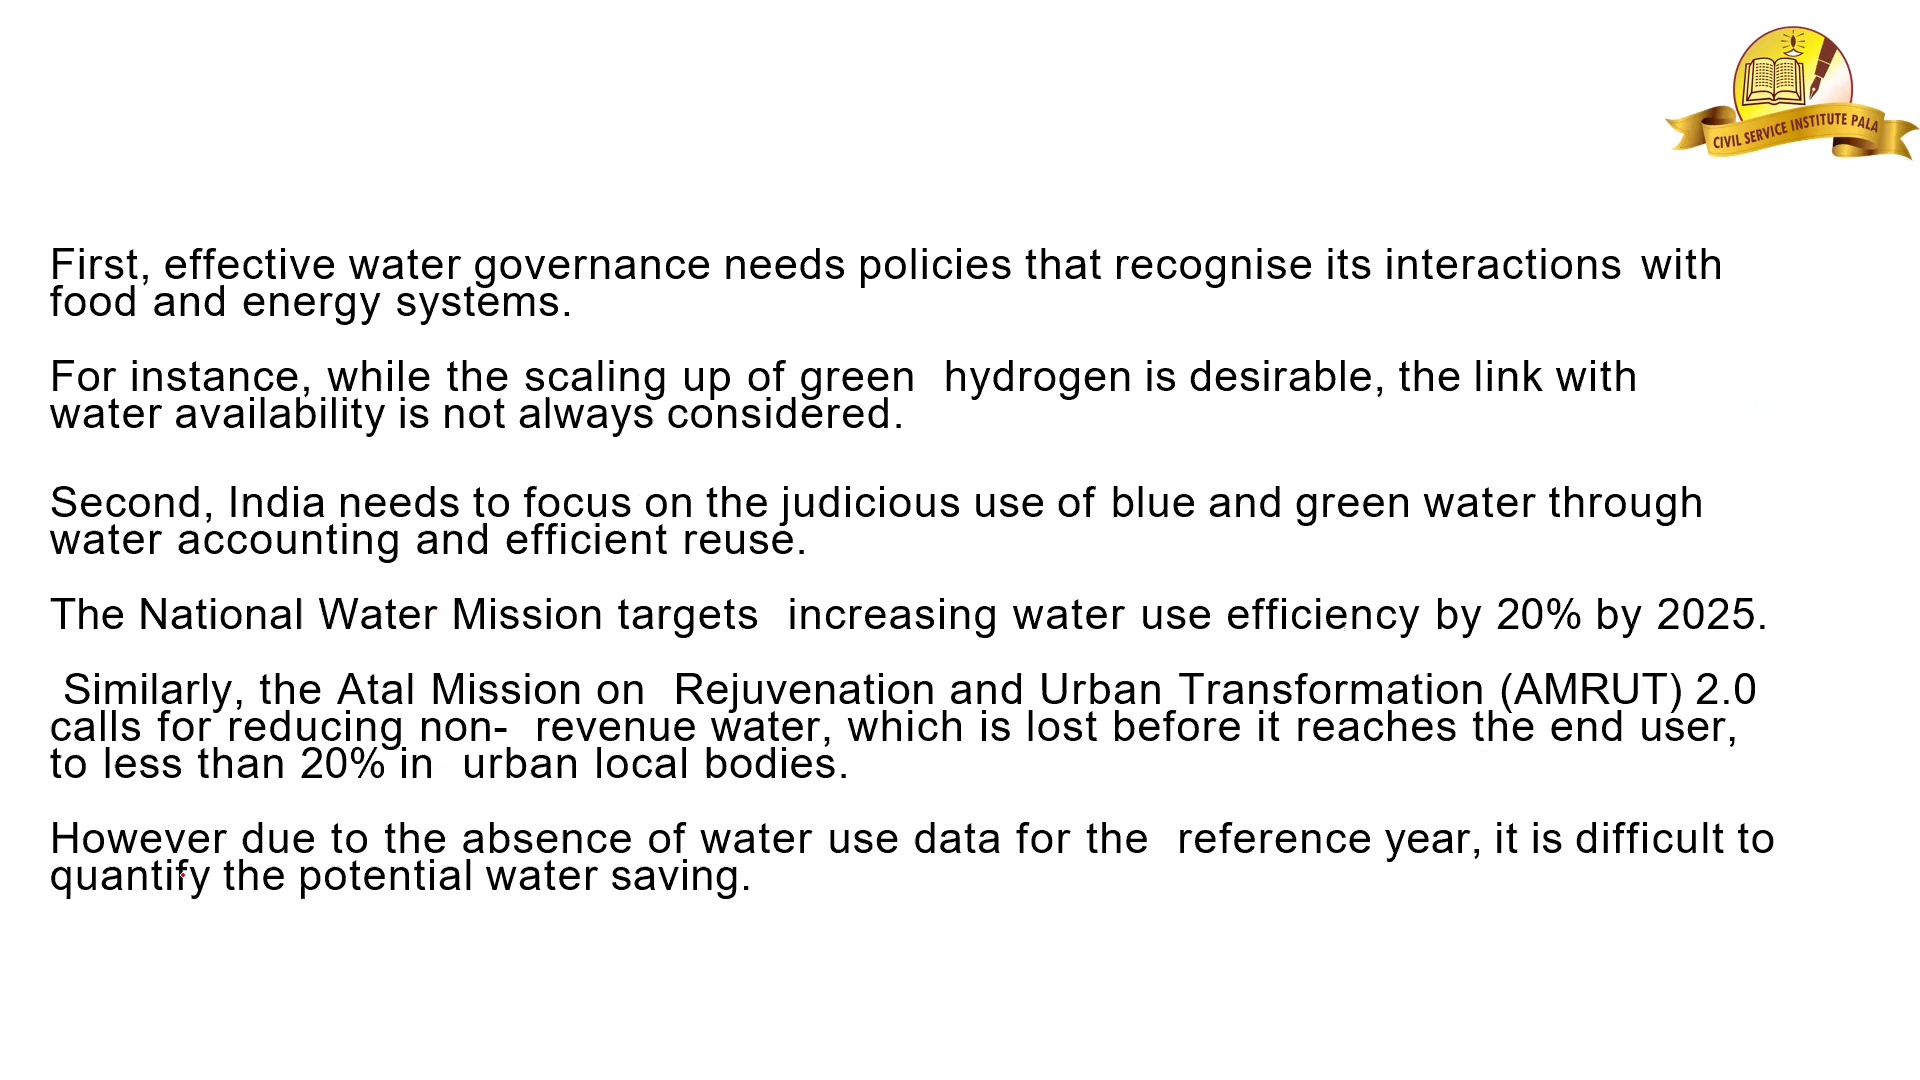 CIVIL SERVICE INSTITUTE PALA
First, effective water governance needs policies that recognise its interactions with
food and energy systems.
For instance, while the scaling up of green hydrogen is desirable, the link with
water availability is not always considered.
Second, India needs to focus on the judicious use of blue and green water through
water accounting and efficient reuse.
The National Water Mission targets increasing water use efficiency by 20% by 2025.
Similarly, the Atal Mission on Rejuvenation and Urban Transformation (AMRUT) 2.0
calls for reducing non- revenue water, which is lost before it reaches the end user,
to less than 20% in urban local bodies.
However due to the absence of water use data for the reference year, it is difficult to
quantify the potential water saving.